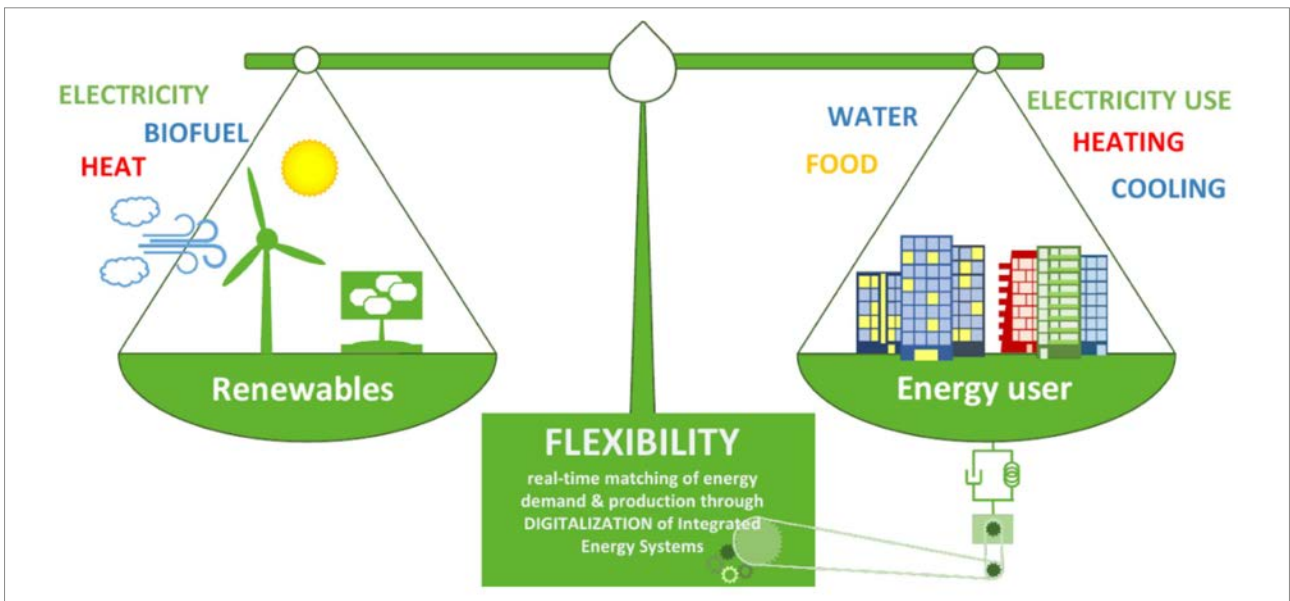 ELECTRICITY
BIOFUEL
HEAT
WATER
FOOD
ELECTRICITY USE
HEATING
COOLING
Renewables
Energy user
FLEXIBILITY
real-time matching of energy
demand & production through
DIGITALIZATION of Integrated
Energy Systems